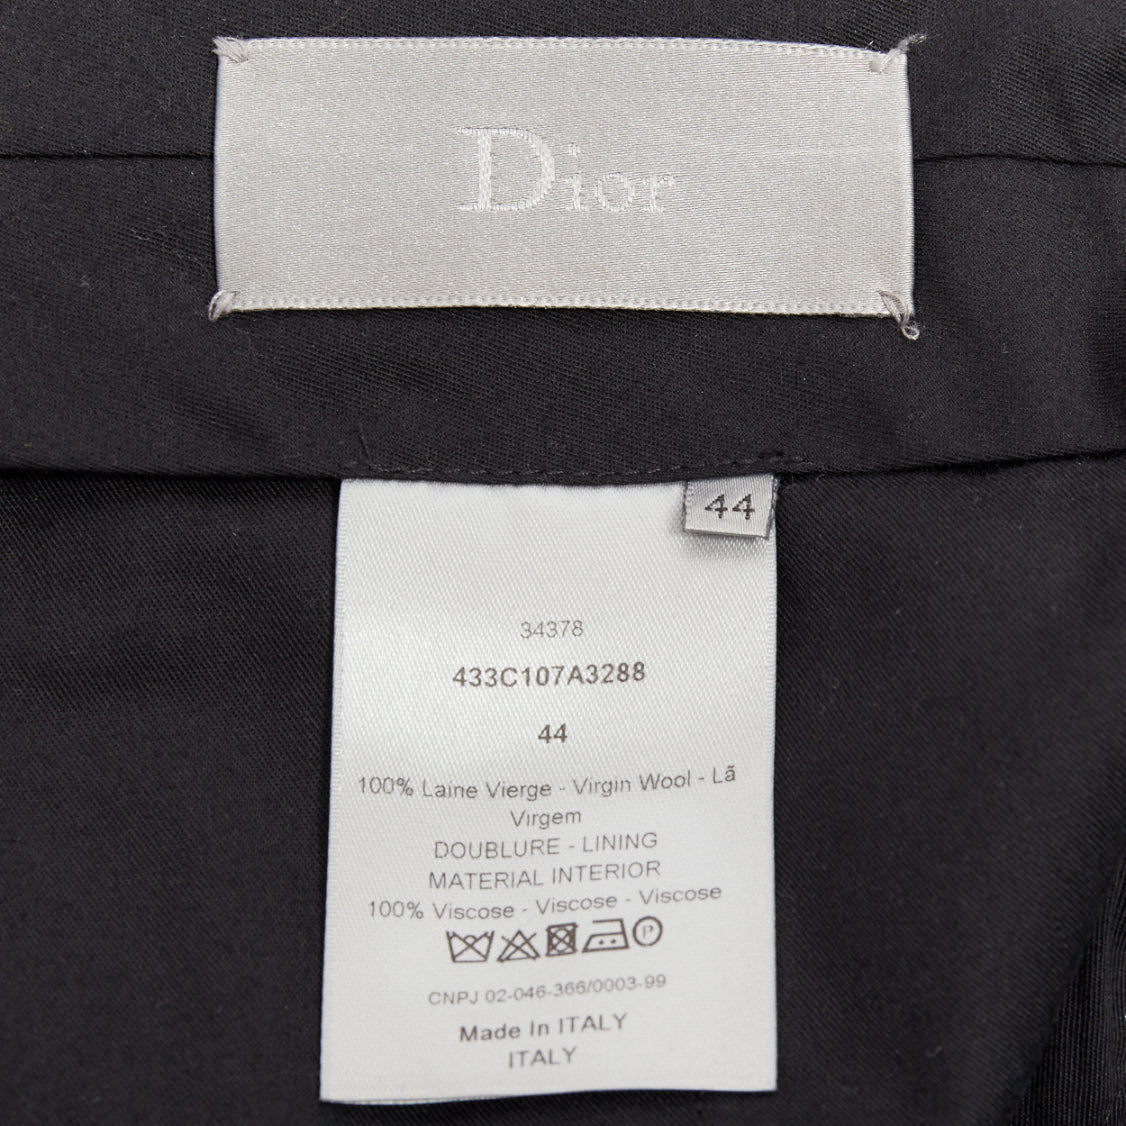 Dior
44
34378
433C107A3288
44
100% Laine Vierge - Virgin Wool - Lã
Virgem
DOUBLURE - LINING
MATERIAL INTERIOR
100% Viscose - Viscose - Viscose
P
CNPJ 02-046-366/0003-99
Made In ITALY
ITALY